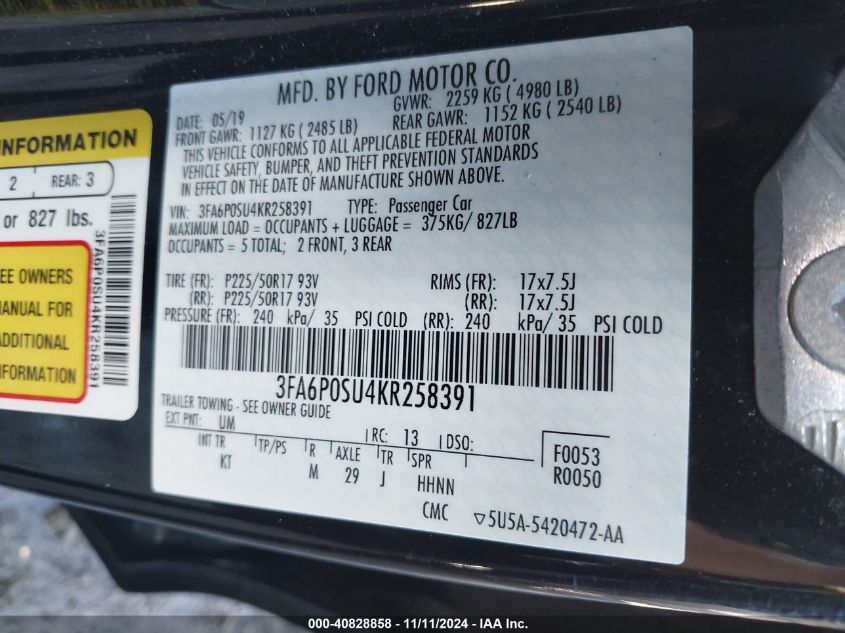 MFD. BY FORD MOTOR CO.
DATE: 05/19
GVWR: 2259 KG ( 4980 LB)
FRONT GAWR: 1127 KG ( 2485 LB)
REAR GAWR: 1152 KG ( 2540 LB)
THIS VEHICLE CONFORMS TO ALL APPLICABLE FEDERAL MOTOR
VEHICLE SAFETY, BUMPER, AND THEFT PREVENTION STANDARDS
IN EFFECT ON THE DATE OF MANUFACTURE SHOWN ABOVE.
VIN: 3FA6P0SU4KR258391 TYPE: Passenger Car
MAXIMUM LOAD = OCCUPANTS + LUGGAGE = 375KG/ 827LB
OCCUPANTS = 5 TOTAL; 2 FRONT, 3 REAR
TIRE (FR): P225/50R17 93V RIMS (FR): 17x7.5J
(RR): P225/50R17 93V (RR): 17x7.5J
PRESSURE (FR): 240 kPa/ 35 PSI COLD (RR): 240 kPa/ 35 PSI COLD
3FA6P0SU4KR258391
TRAILER TOWING - SEE OWNER GUIDE
EXT PNT: UM RC: 13 DSO:
INT TR TP/PS R AXLE TR SPR
KT M 29 J HHNN
F0053
R0050
CMC ▽5U5A-5420472-AA
INFORMATION
2 REAR: 3
or 827 lbs.
SEE OWNERS
MANUAL FOR
ADDITIONAL
INFORMATION
3FA6P0SU4KR258391
000-40828858 - 11/11/2024 - IAA Inc.